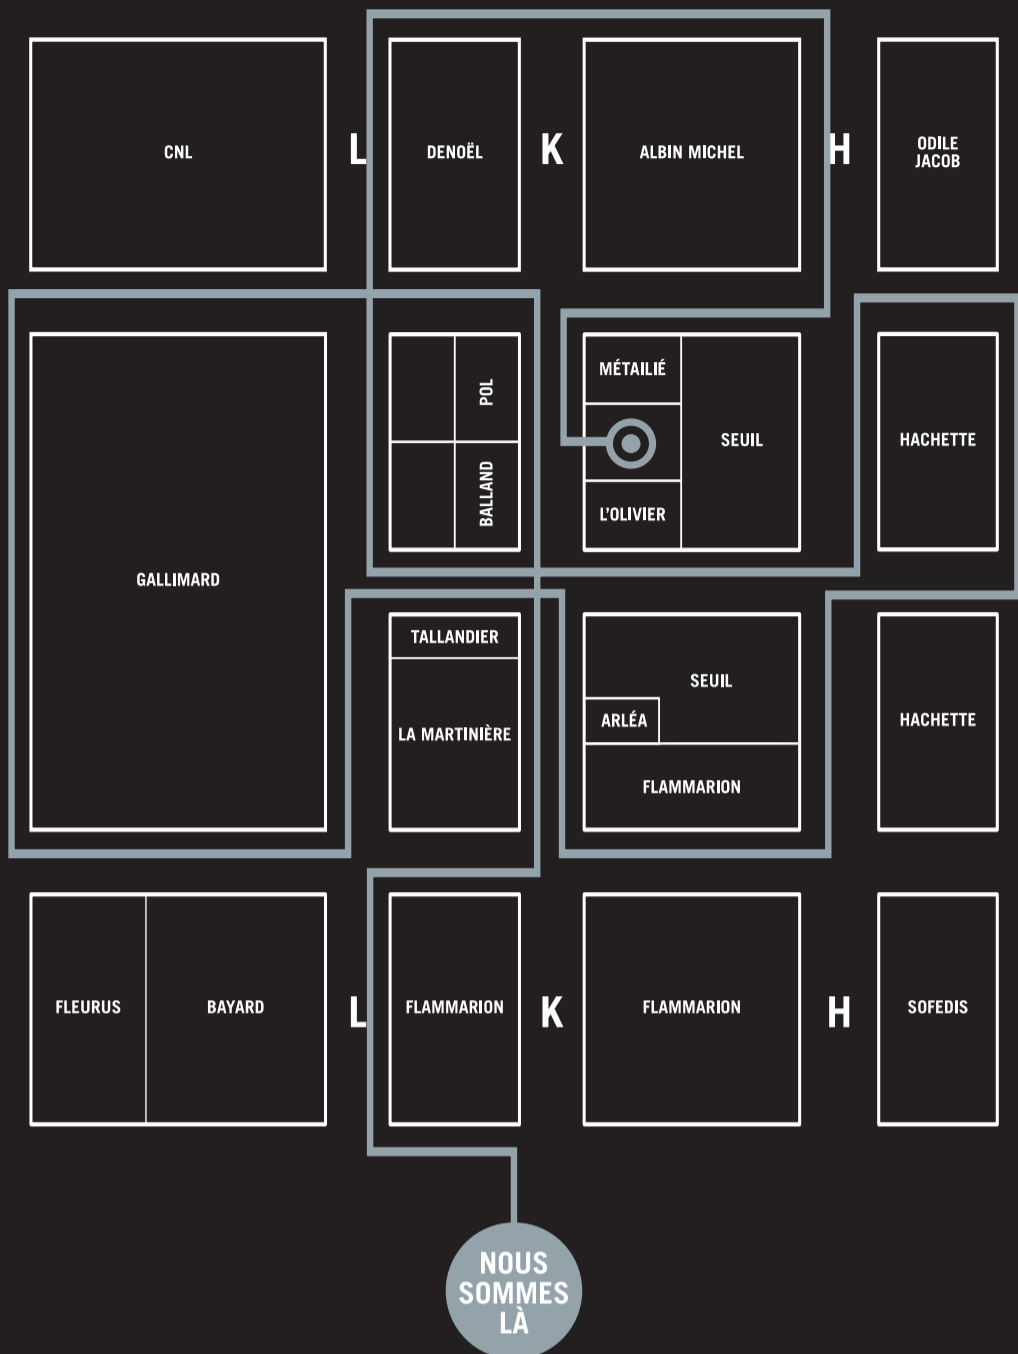 CNL
L
DENOËL
K
ALBIN MICHEL
H
ODILE
JACOB
GALLIMARD
POL
BALLAND
MÉTAILIÉ
SEUIL
L'OLIVIER
HACHETTE
TALLANDIER
LA MARTINIÈRE
SEUIL
ARLÉA
FLAMMARION
HACHETTE
FLEURUS
BAYARD
L
FLAMMARION
K
FLAMMARION
H
SOFEDIS
NOUS
SOMMES
LÀ